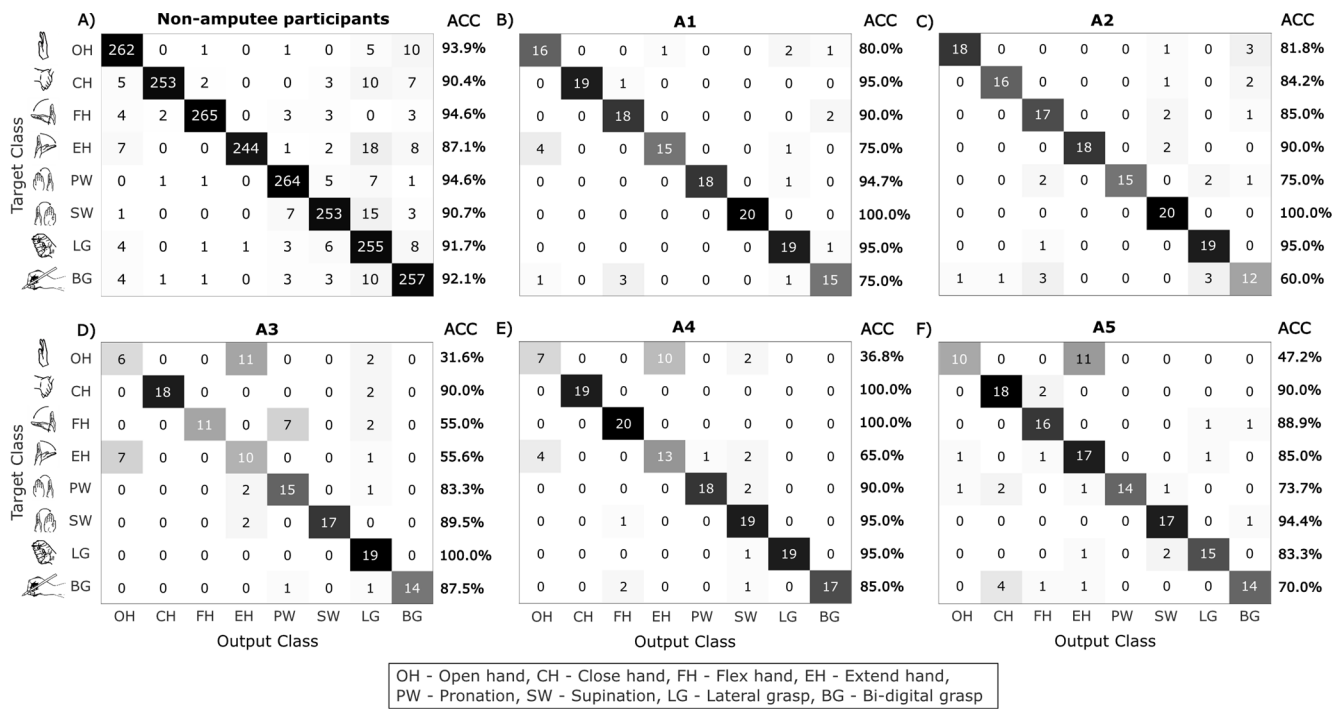 A) Non-amputee participants ACC
OH 262 0 1 0 1 0 5 10 93.9%
CH 5 253 2 0 0 3 10 7 90.4%
FH 4 2 265 0 3 3 0 3 94.6%
EH 7 0 0 244 1 2 18 8 87.1%
PW 0 1 1 0 264 5 7 1 94.6%
SW 1 0 0 0 7 253 15 3 90.7%
LG 4 0 1 1 3 6 255 8 91.7%
BG 4 1 1 0 3 3 10 257 92.1%
Target Class
B) A1 ACC
16 0 0 1 0 0 2 1 80.0%
0 19 1 0 0 0 0 0 95.0%
0 0 18 0 0 0 0 2 90.0%
4 0 0 15 0 0 1 0 75.0%
0 0 0 0 18 0 1 0 94.7%
0 0 0 0 0 20 0 0 100.0%
0 0 0 0 0 0 19 1 95.0%
1 0 3 0 0 0 1 15 75.0%
C) A2 ACC
18 0 0 0 0 1 0 3 81.8%
0 16 0 0 0 1 0 2 84.2%
0 0 17 0 0 2 0 1 85.0%
0 0 0 18 0 2 0 0 90.0%
0 0 2 0 15 0 2 1 75.0%
0 0 0 0 0 20 0 0 100.0%
0 0 1 0 0 0 19 0 95.0%
1 1 3 0 0 0 3 12 60.0%
D) A3 ACC
OH 6 0 0 11 0 0 2 0 31.6%
CH 0 18 0 0 0 0 2 0 90.0%
FH 0 0 11 0 7 0 2 0 55.0%
EH 7 0 0 10 0 0 1 0 55.6%
PW 0 0 0 2 15 0 1 0 83.3%
SW 0 0 0 2 0 17 0 0 89.5%
LG 0 0 0 0 0 0 19 0 100.0%
BG 0 0 0 0 1 0 1 14 87.5%
OH CH FH EH PW SW LG BG
Output Class
Target Class
E) A4 ACC
7 0 0 10 0 2 0 0 36.8%
0 19 0 0 0 0 0 0 100.0%
0 0 20 0 0 0 0 0 100.0%
4 0 0 13 1 2 0 0 65.0%
0 0 0 0 18 2 0 0 90.0%
0 0 1 0 0 19 0 0 95.0%
0 0 0 0 0 1 19 0 95.0%
0 0 2 0 0 1 0 17 85.0%
OH CH FH EH PW SW LG BG
Output Class
F) A5 ACC
10 0 0 11 0 0 0 0 47.2%
0 18 2 0 0 0 0 0 90.0%
0 0 16 0 0 0 1 1 88.9%
1 0 1 17 0 0 1 0 85.0%
1 2 0 1 14 1 0 0 73.7%
0 0 0 0 0 17 0 1 94.4%
0 0 0 1 0 2 15 0 83.3%
0 4 1 1 0 0 0 14 70.0%
OH CH FH EH PW SW LG BG
Output Class
OH - Open hand, CH - Close hand, FH - Flex hand, EH - Extend hand,
PW - Pronation, SW - Supination, LG - Lateral grasp, BG - Bi-digital grasp